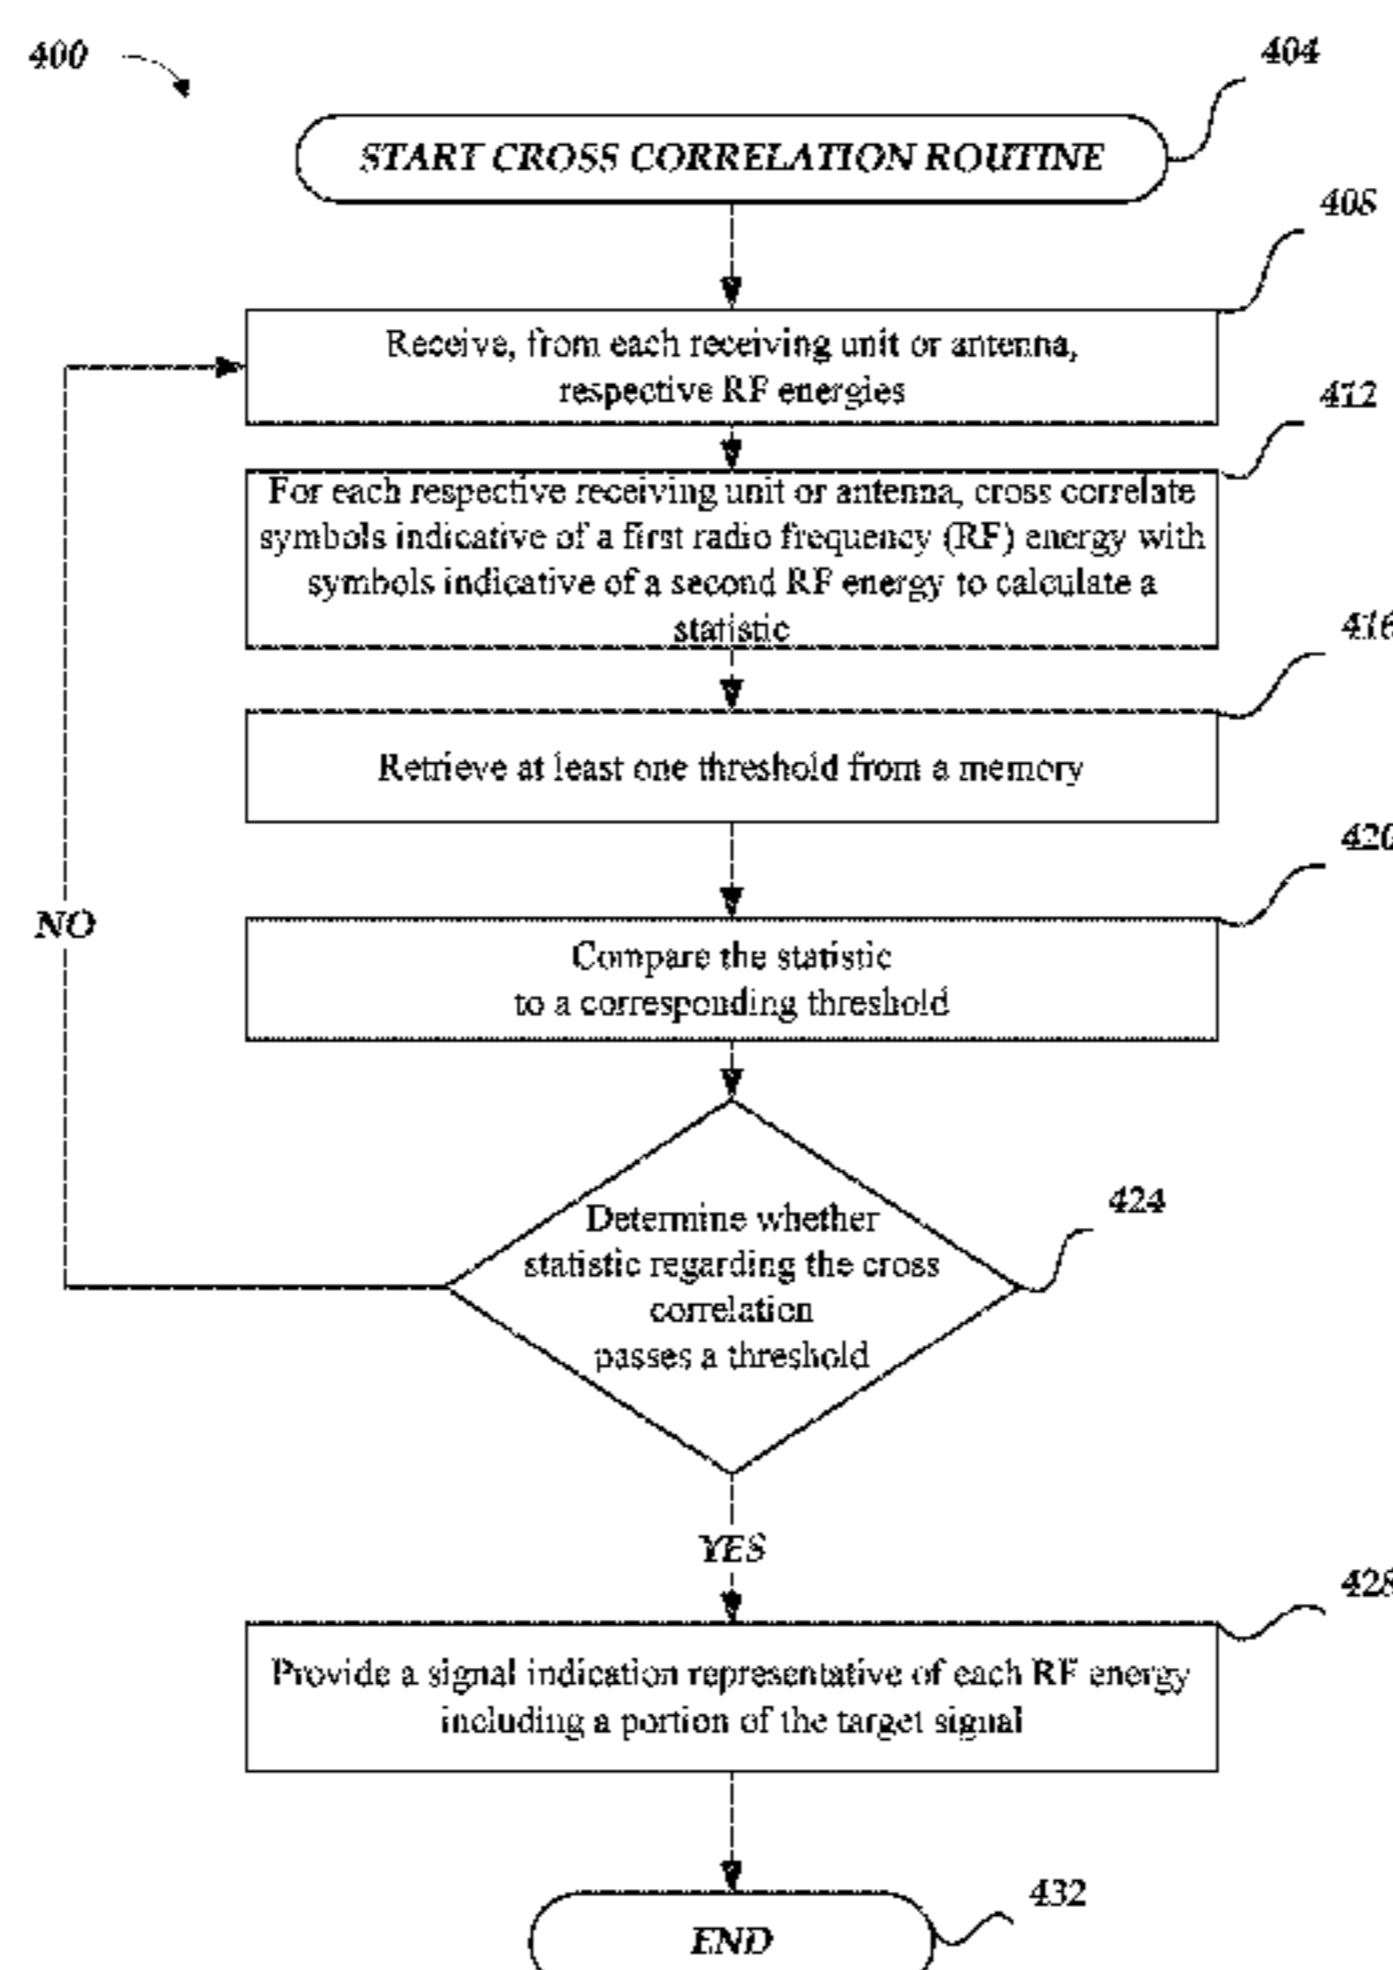 400
404
START CROSS CORRELATION ROUTINE
408
Receive, from each receiving unit or antenna,
respective RF energies
412
For each respective receiving unit or antenna, cross correlate
symbols indicative of a first radio frequency (RF) energy with
symbols indicative of a second RF energy to calculate a
statistic
416
Retrieve at least one threshold from a memory
420
NO
Compare the statistic
to a corresponding threshold
424
Determine whether
statistic regarding the cross
correlation
passes a threshold
YES
428
Provide a signal indication representative of each RF energy
including a portion of the target signal
432
END